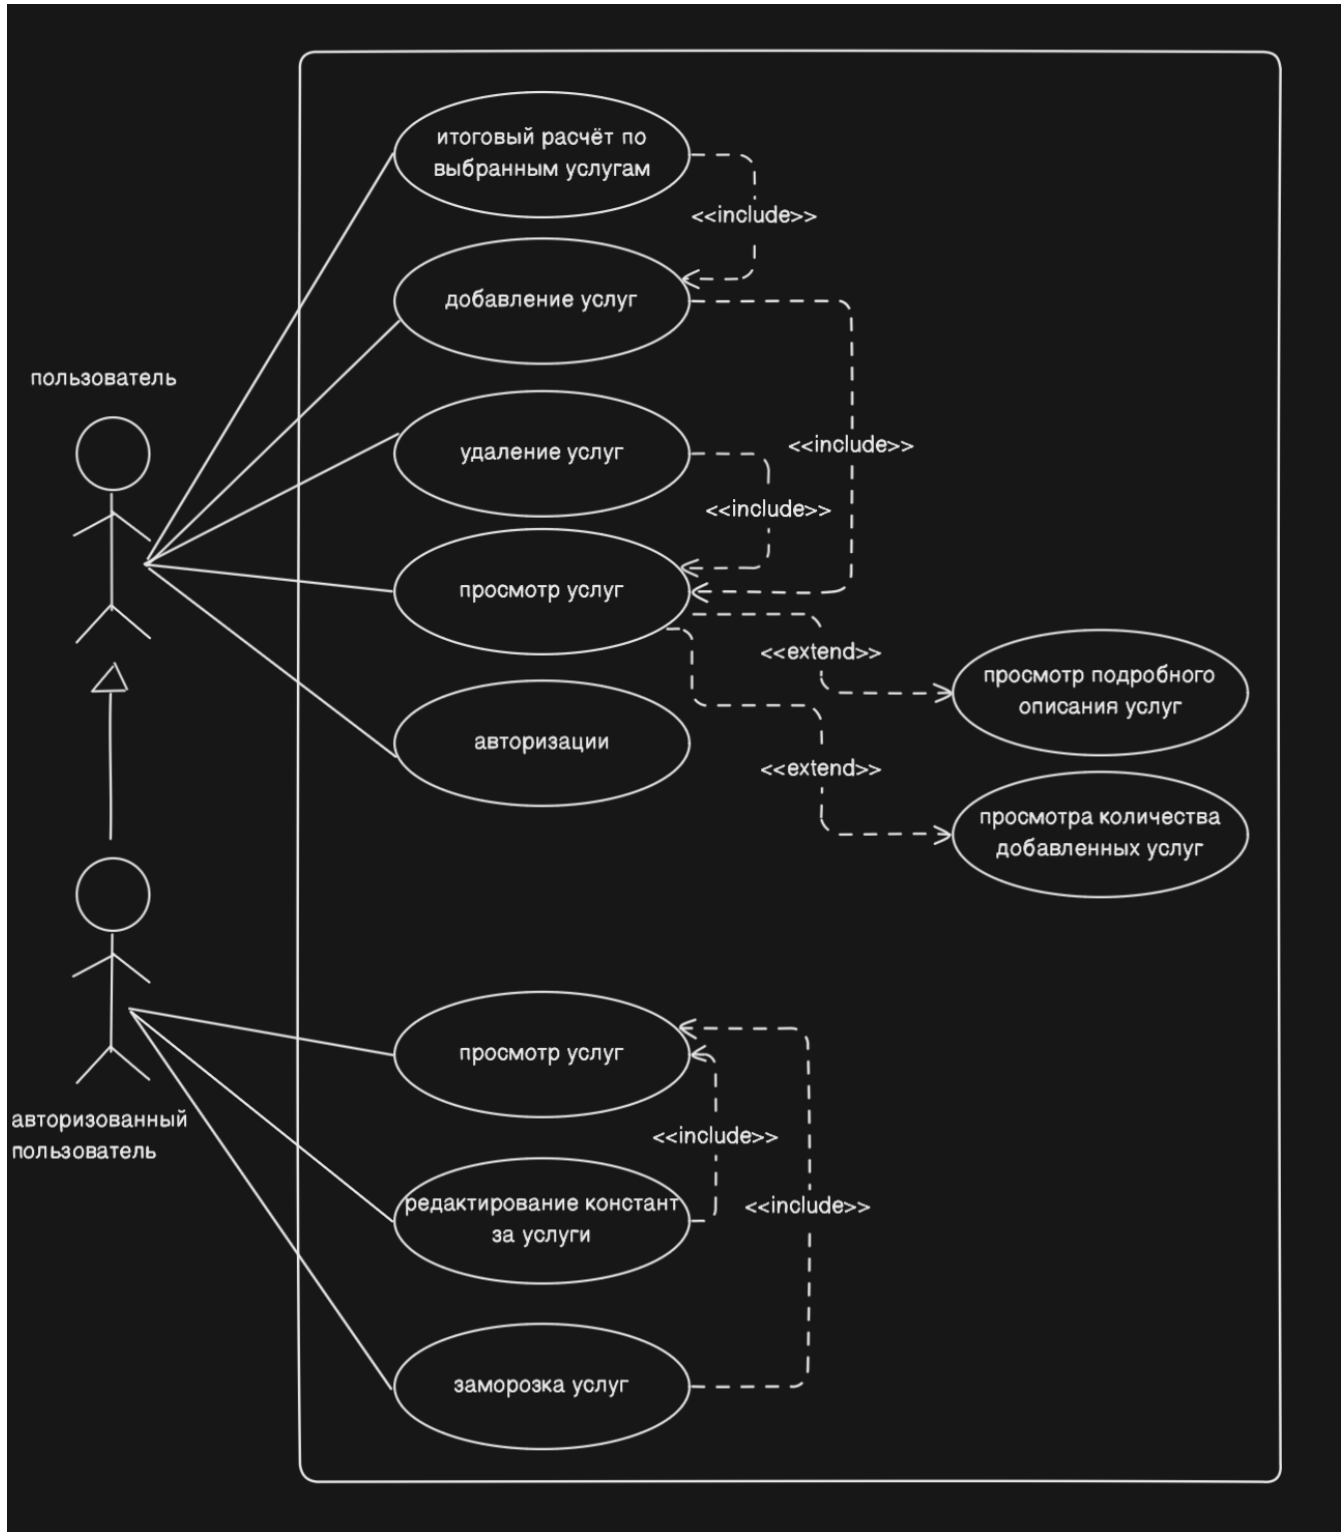 итоговый расчёт по
выбранным услугам
<<include>>
добавление услуг
пользователь
удаление услуг
<<include>>
<<include>>
просмотр услуг
<<extend>>
просмотр подробного
описания услуг
авторизации
<<extend>>
просмотра количества
добавленных услуг
просмотр услуг
авторизованный
пользователь
<<include>>
редактирование констант
за услуги
<<include>>
заморозка услуг